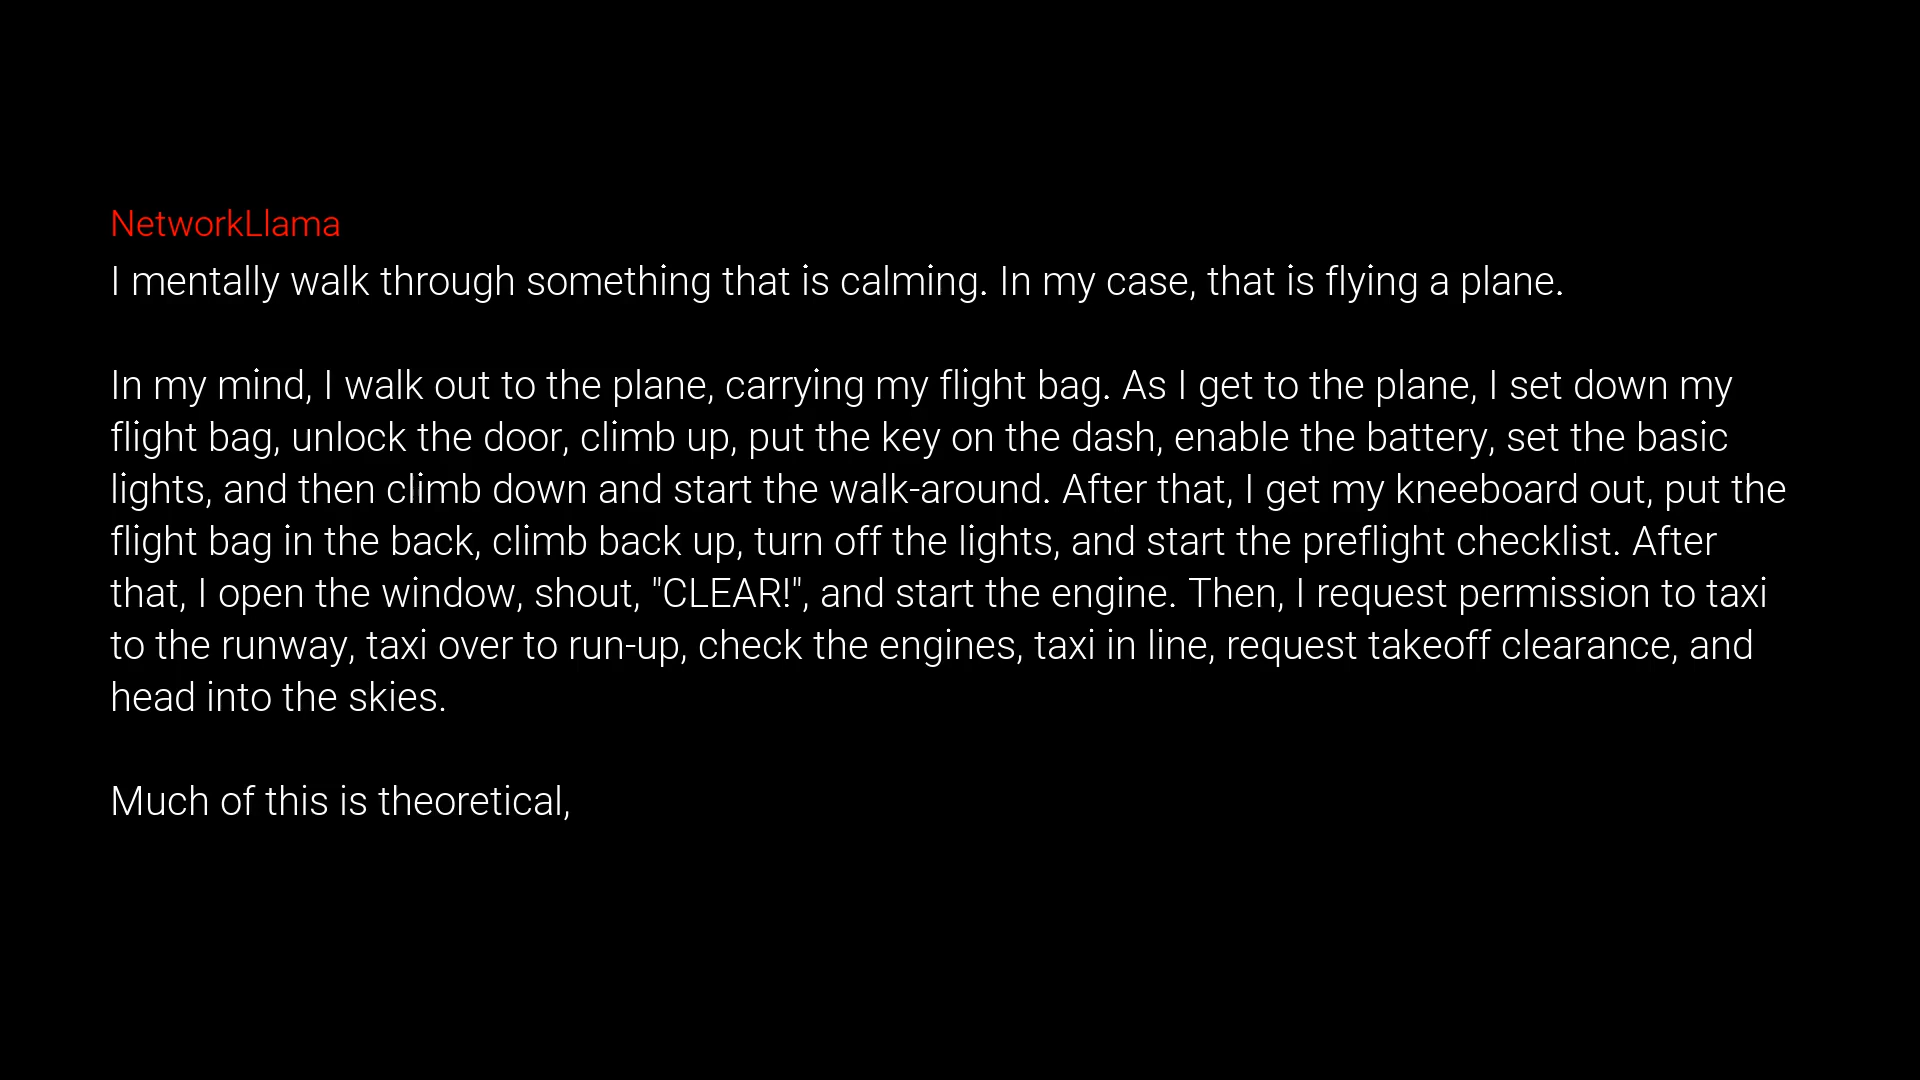 NetworkLlama
I mentally walk through something that is calming. In my case, that is flying a plane.
In my mind, I walk out to the plane, carrying my flight bag. As I get to the plane, I set down my
flight bag, unlock the door, climb up, put the key on the dash, enable the battery, set the basic
lights, and then climb down and start the walk-around. After that, I get my kneeboard out, put the
flight bag in the back, climb back up, turn off the lights, and start the preflight checklist. After
that, I open the window, shout, "CLEAR!", and start the engine. Then, I request permission to taxi
to the runway, taxi over to run-up, check the engines, taxi in line, request takeoff clearance, and
head into the skies.
Much of this is theoretical,